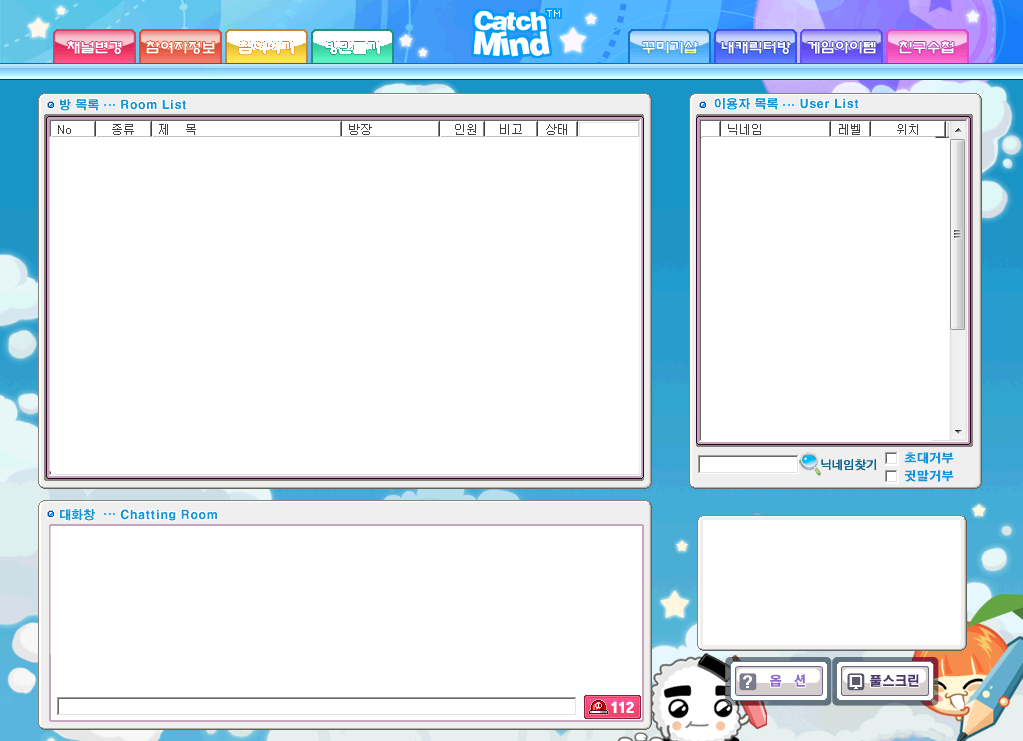 Catch
Mind
TM
채널변경
참여자정보
꾸미기샵
내캐릭터방
게임아이템
친구수첩
방 목록 ··· Room List
No 종류 제 목 방장 인원 비고 상태
이용자 목록 ··· User List
닉네임 레벨 위치
닉네임찾기
초대거부
귓말거부
대화창 ··· Chatting Room
112
? 옵 션
풀스크린